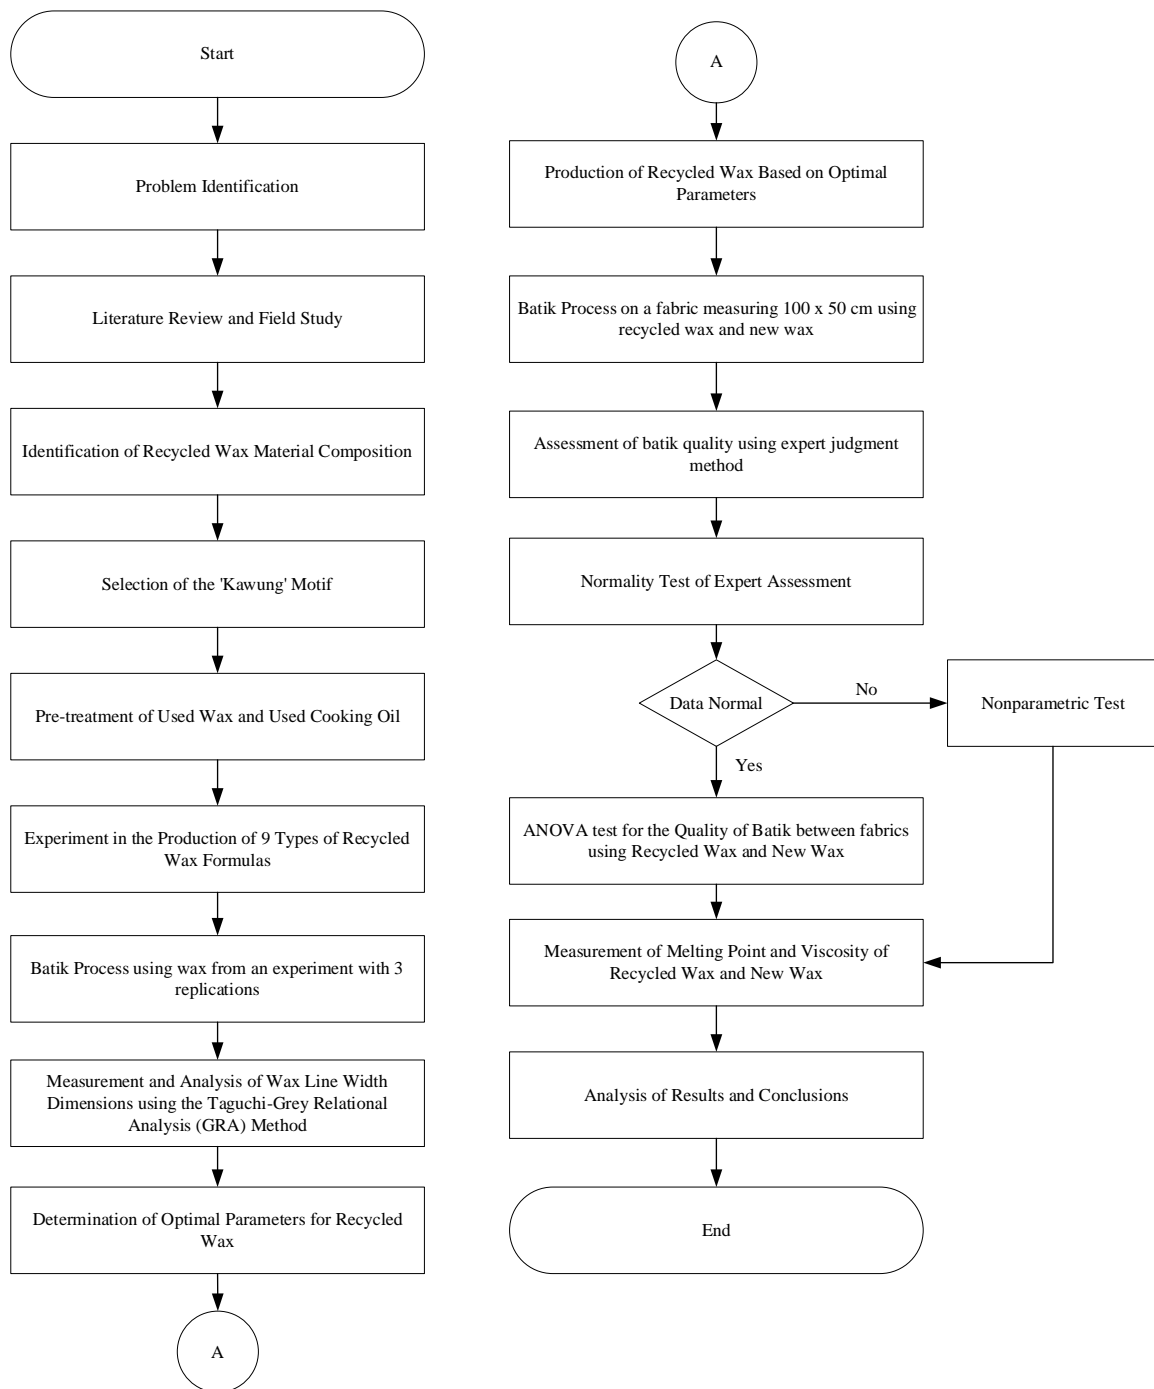 Start
Problem Identification
Literature Review and Field Study
Identification of Recycled Wax Material Composition
Selection of the 'Kawung' Motif
Pre-treatment of Used Wax and Used Cooking Oil
Experiment in the Production of 9 Types of Recycled
Wax Formulas
Batik Process using wax from an experiment with 3
replications
Measurement and Analysis of Wax Line Width
Dimensions using the Taguchi-Grey Relational
Analysis (GRA) Method
Determination of Optimal Parameters for Recycled
Wax
A
A
Production of Recycled Wax Based on Optimal
Parameters
Batik Process on a fabric measuring 100 x 50 cm using
recycled wax and new wax
Assessment of batik quality using expert judgment
method
Normality Test of Expert Assessment
Data Normal
No
Nonparametric Test
Yes
ANOVA test for the Quality of Batik between fabrics
using Recycled Wax and New Wax
Measurement of Melting Point and Viscosity of
Recycled Wax and New Wax
Analysis of Results and Conclusions
End